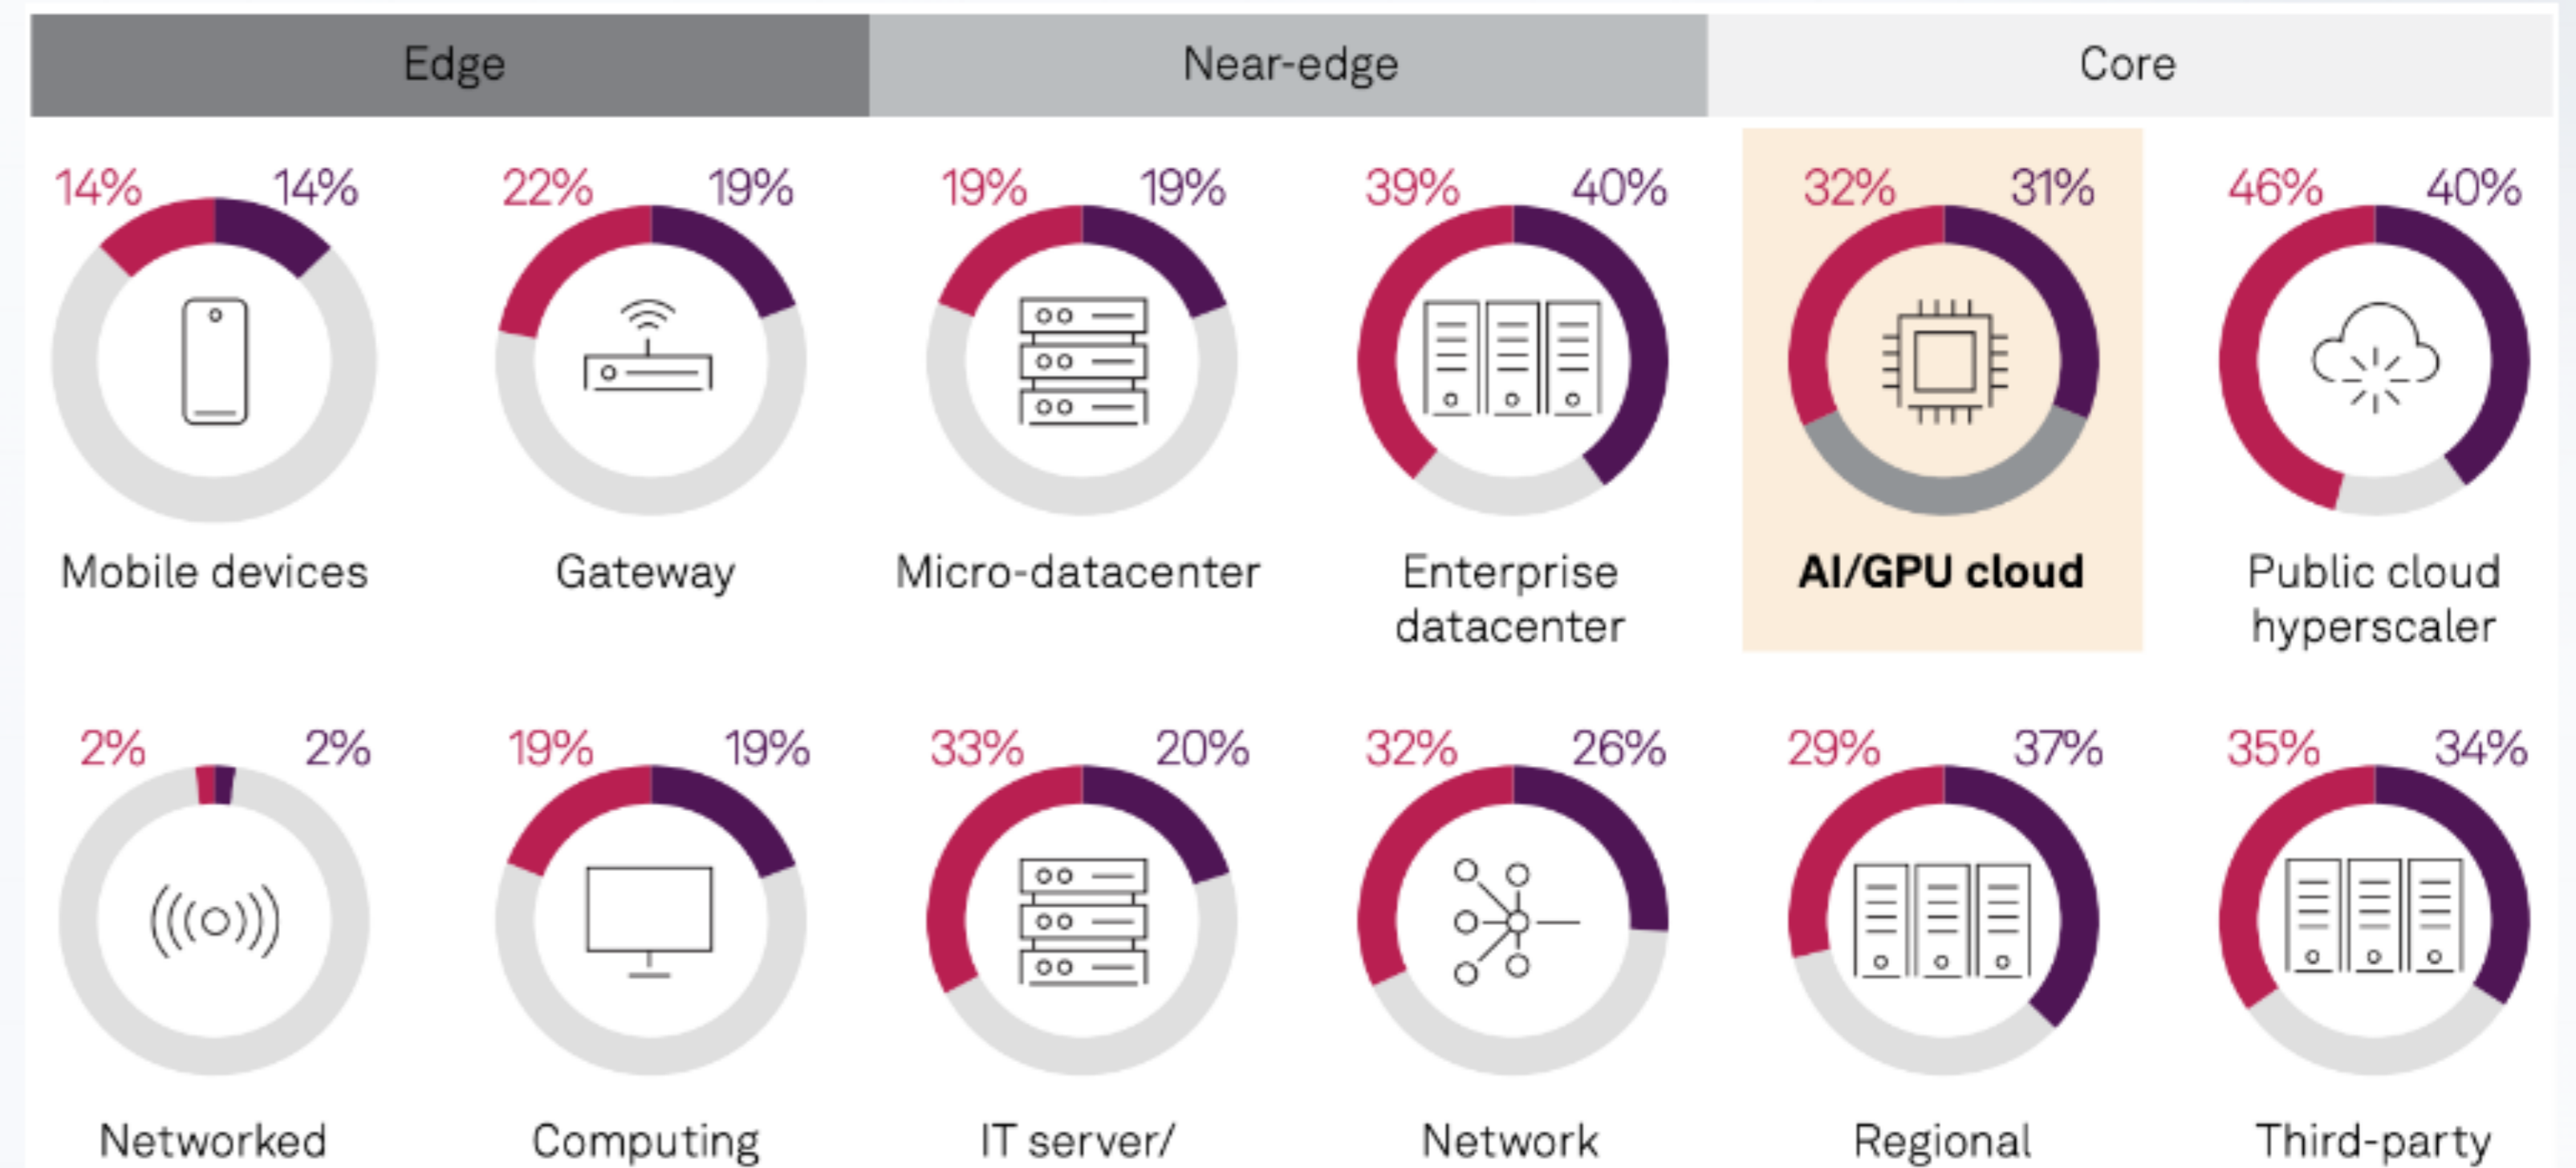 Edge Near-edge Core
14% 14% 22% 19% 19% 19% 39% 40% 32% 31% 46% 40%
Mobile devices Gateway Micro-datacenter Enterprise AI/GPU cloud Public cloud
datacenter hyperscaler
2% 2% 19% 19% 33% 20% 32% 26% 29% 37% 35% 34%
Networked Computing IT server/ Network Regional Third-party